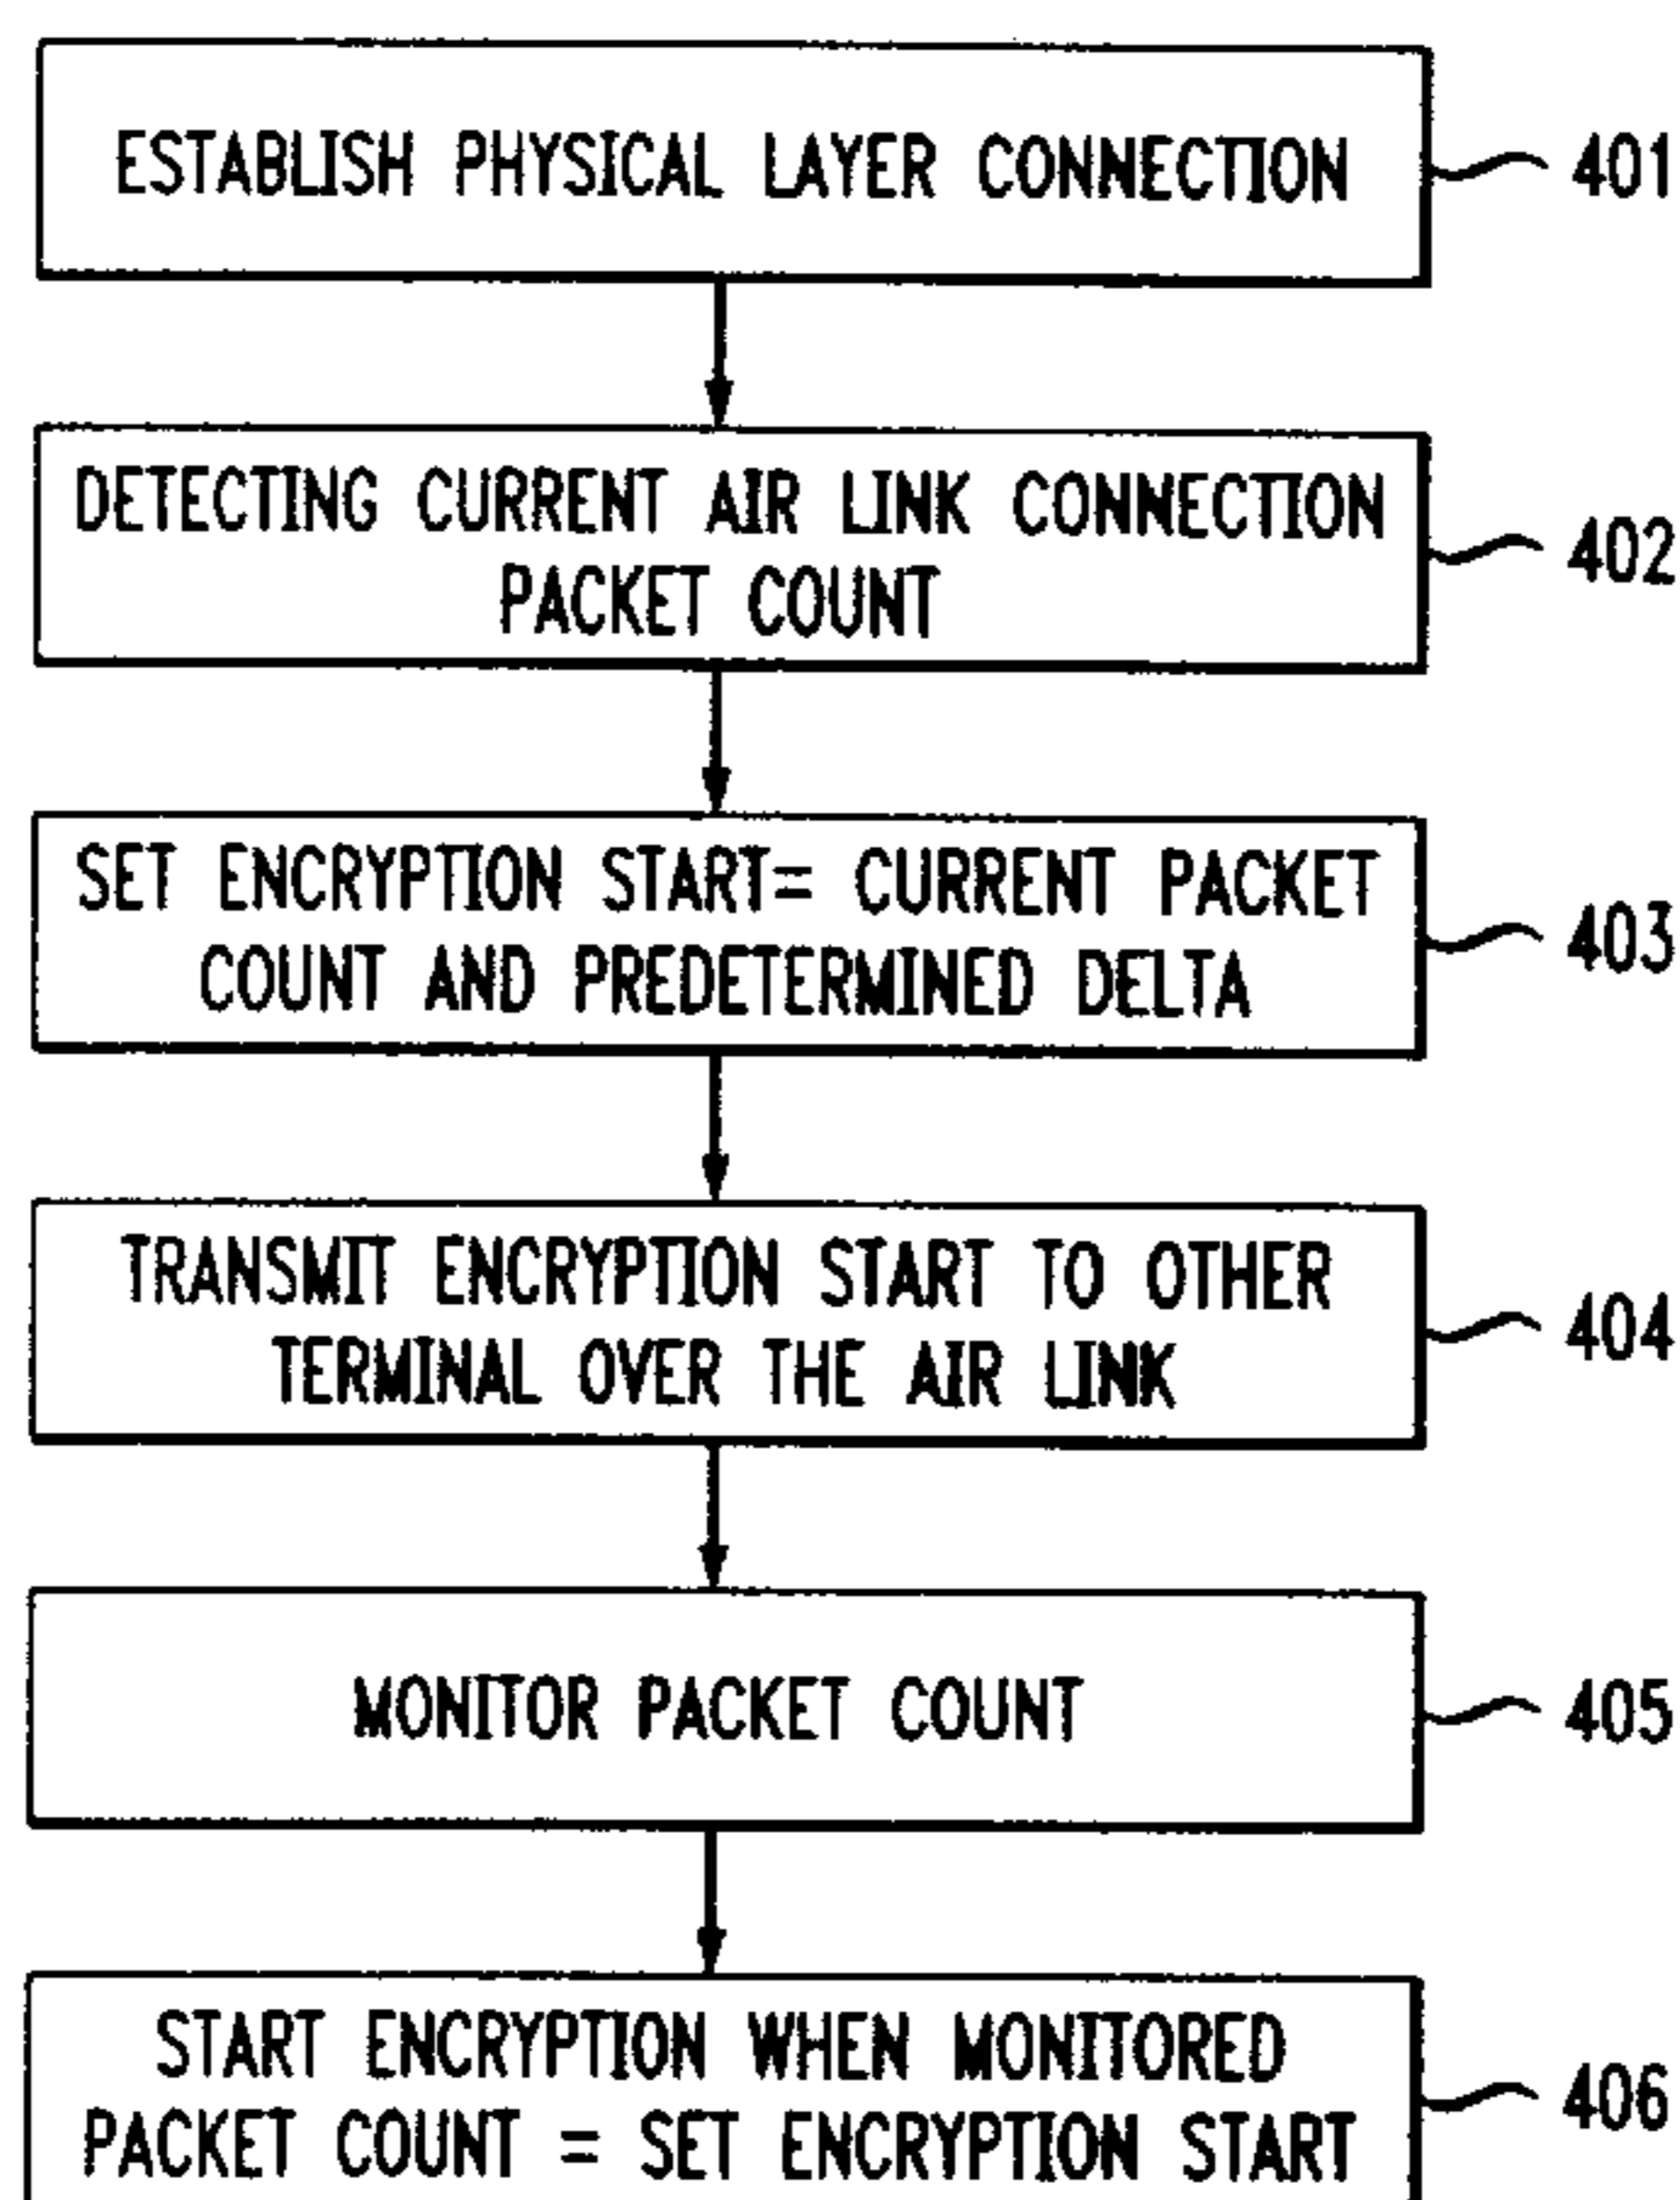 ESTABLISH PHYSICAL LAYER CONNECTION
401
DETECTING CURRENT AIR LINK CONNECTION
PACKET COUNT
402
SET ENCRYPTION START= CURRENT PACKET
COUNT AND PREDETERMINED DELTA
403
TRANSMIT ENCRYPTION START TO OTHER
TERMINAL OVER THE AIR LINK
404
MONITOR PACKET COUNT
405
START ENCRYPTION WHEN MONITORED
PACKET COUNT = SET ENCRYPTION START
406